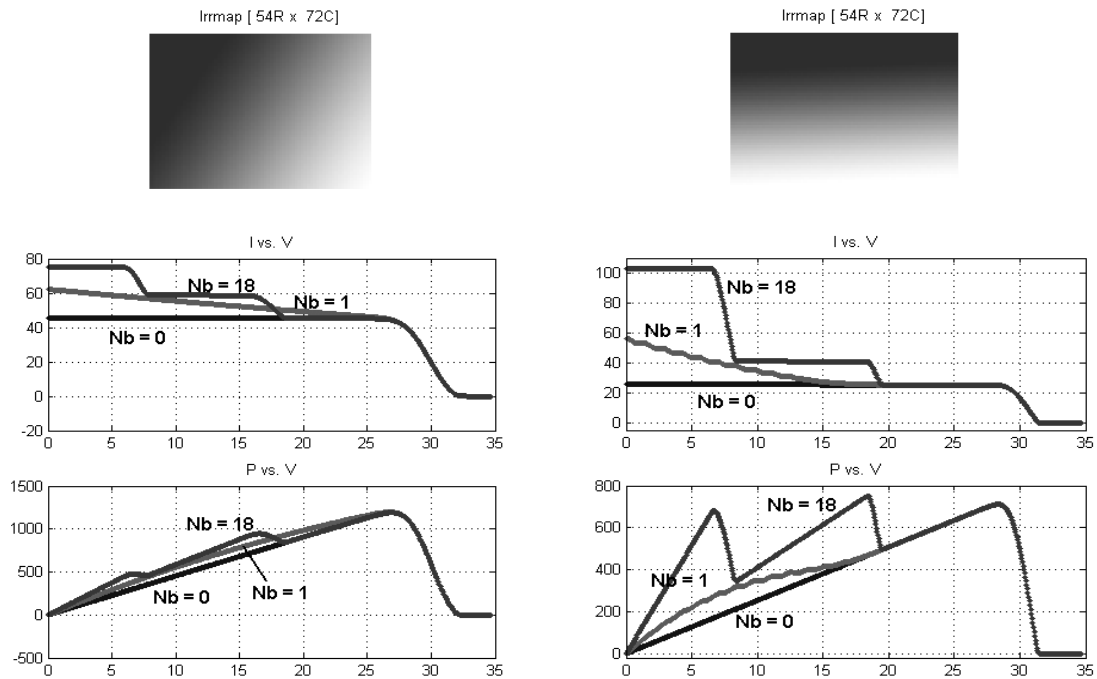 Irrmap [ 54R x 72C]
I vs. V
80
60
40
20
0
-20
Nb = 18
Nb = 1
Nb = 0
0 5 10 15 20 25 30 35
P vs. V
1500
1000
500
0
-500
Nb = 18
Nb = 0
Nb = 1
0 5 10 15 20 25 30 35
Irrmap [ 54R x 72C]
I vs. V
100
80
60
40
20
0
Nb = 18
Nb = 1
Nb = 0
0 5 10 15 20 25 30 35
P vs. V
800
600
400
200
0
Nb = 18
Nb = 1
Nb = 0
0 5 10 15 20 25 30 35